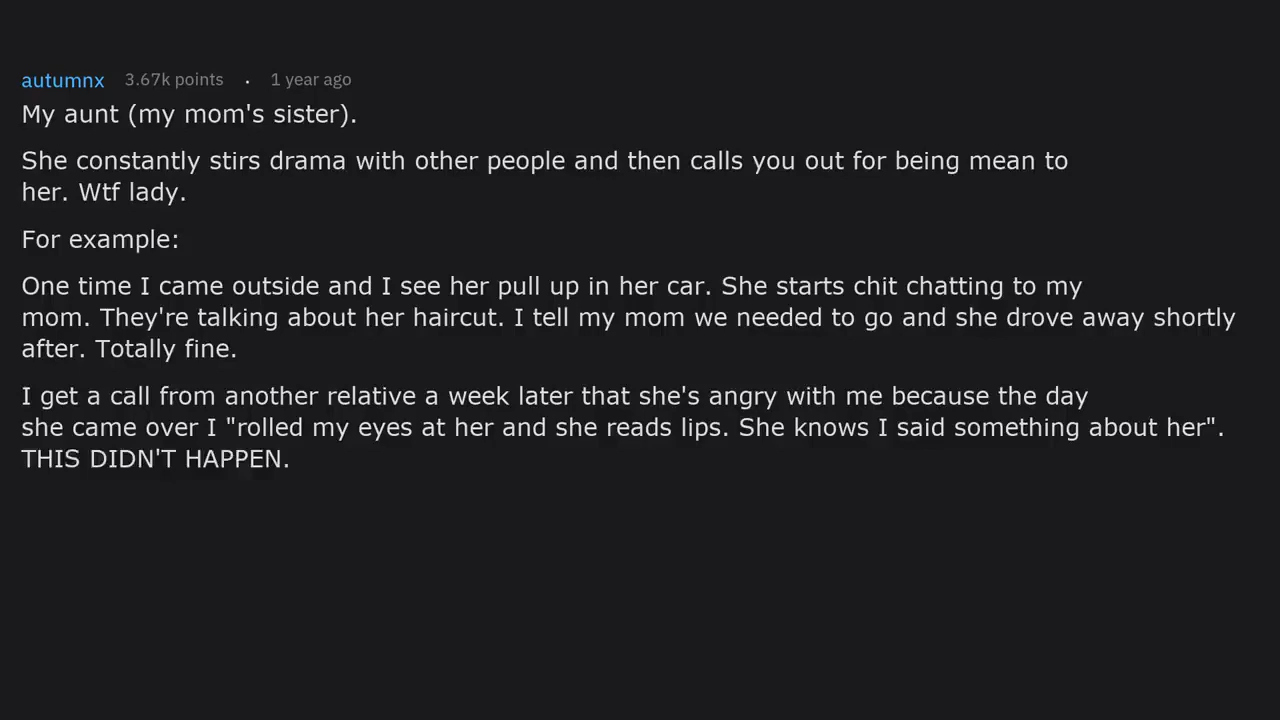 autumnx 3.67k points · 1 year ago
My aunt (my mom's sister).
She constantly stirs drama with other people and then calls you out for being mean to
her. Wtf lady.
For example:
One time I came outside and I see her pull up in her car. She starts chit chatting to my
mom. They're talking about her haircut. I tell my mom we needed to go and she drove away shortly
after. Totally fine.
I get a call from another relative a week later that she's angry with me because the day
she came over I "rolled my eyes at her and she reads lips. She knows I said something about her".
THIS DIDN'T HAPPEN.